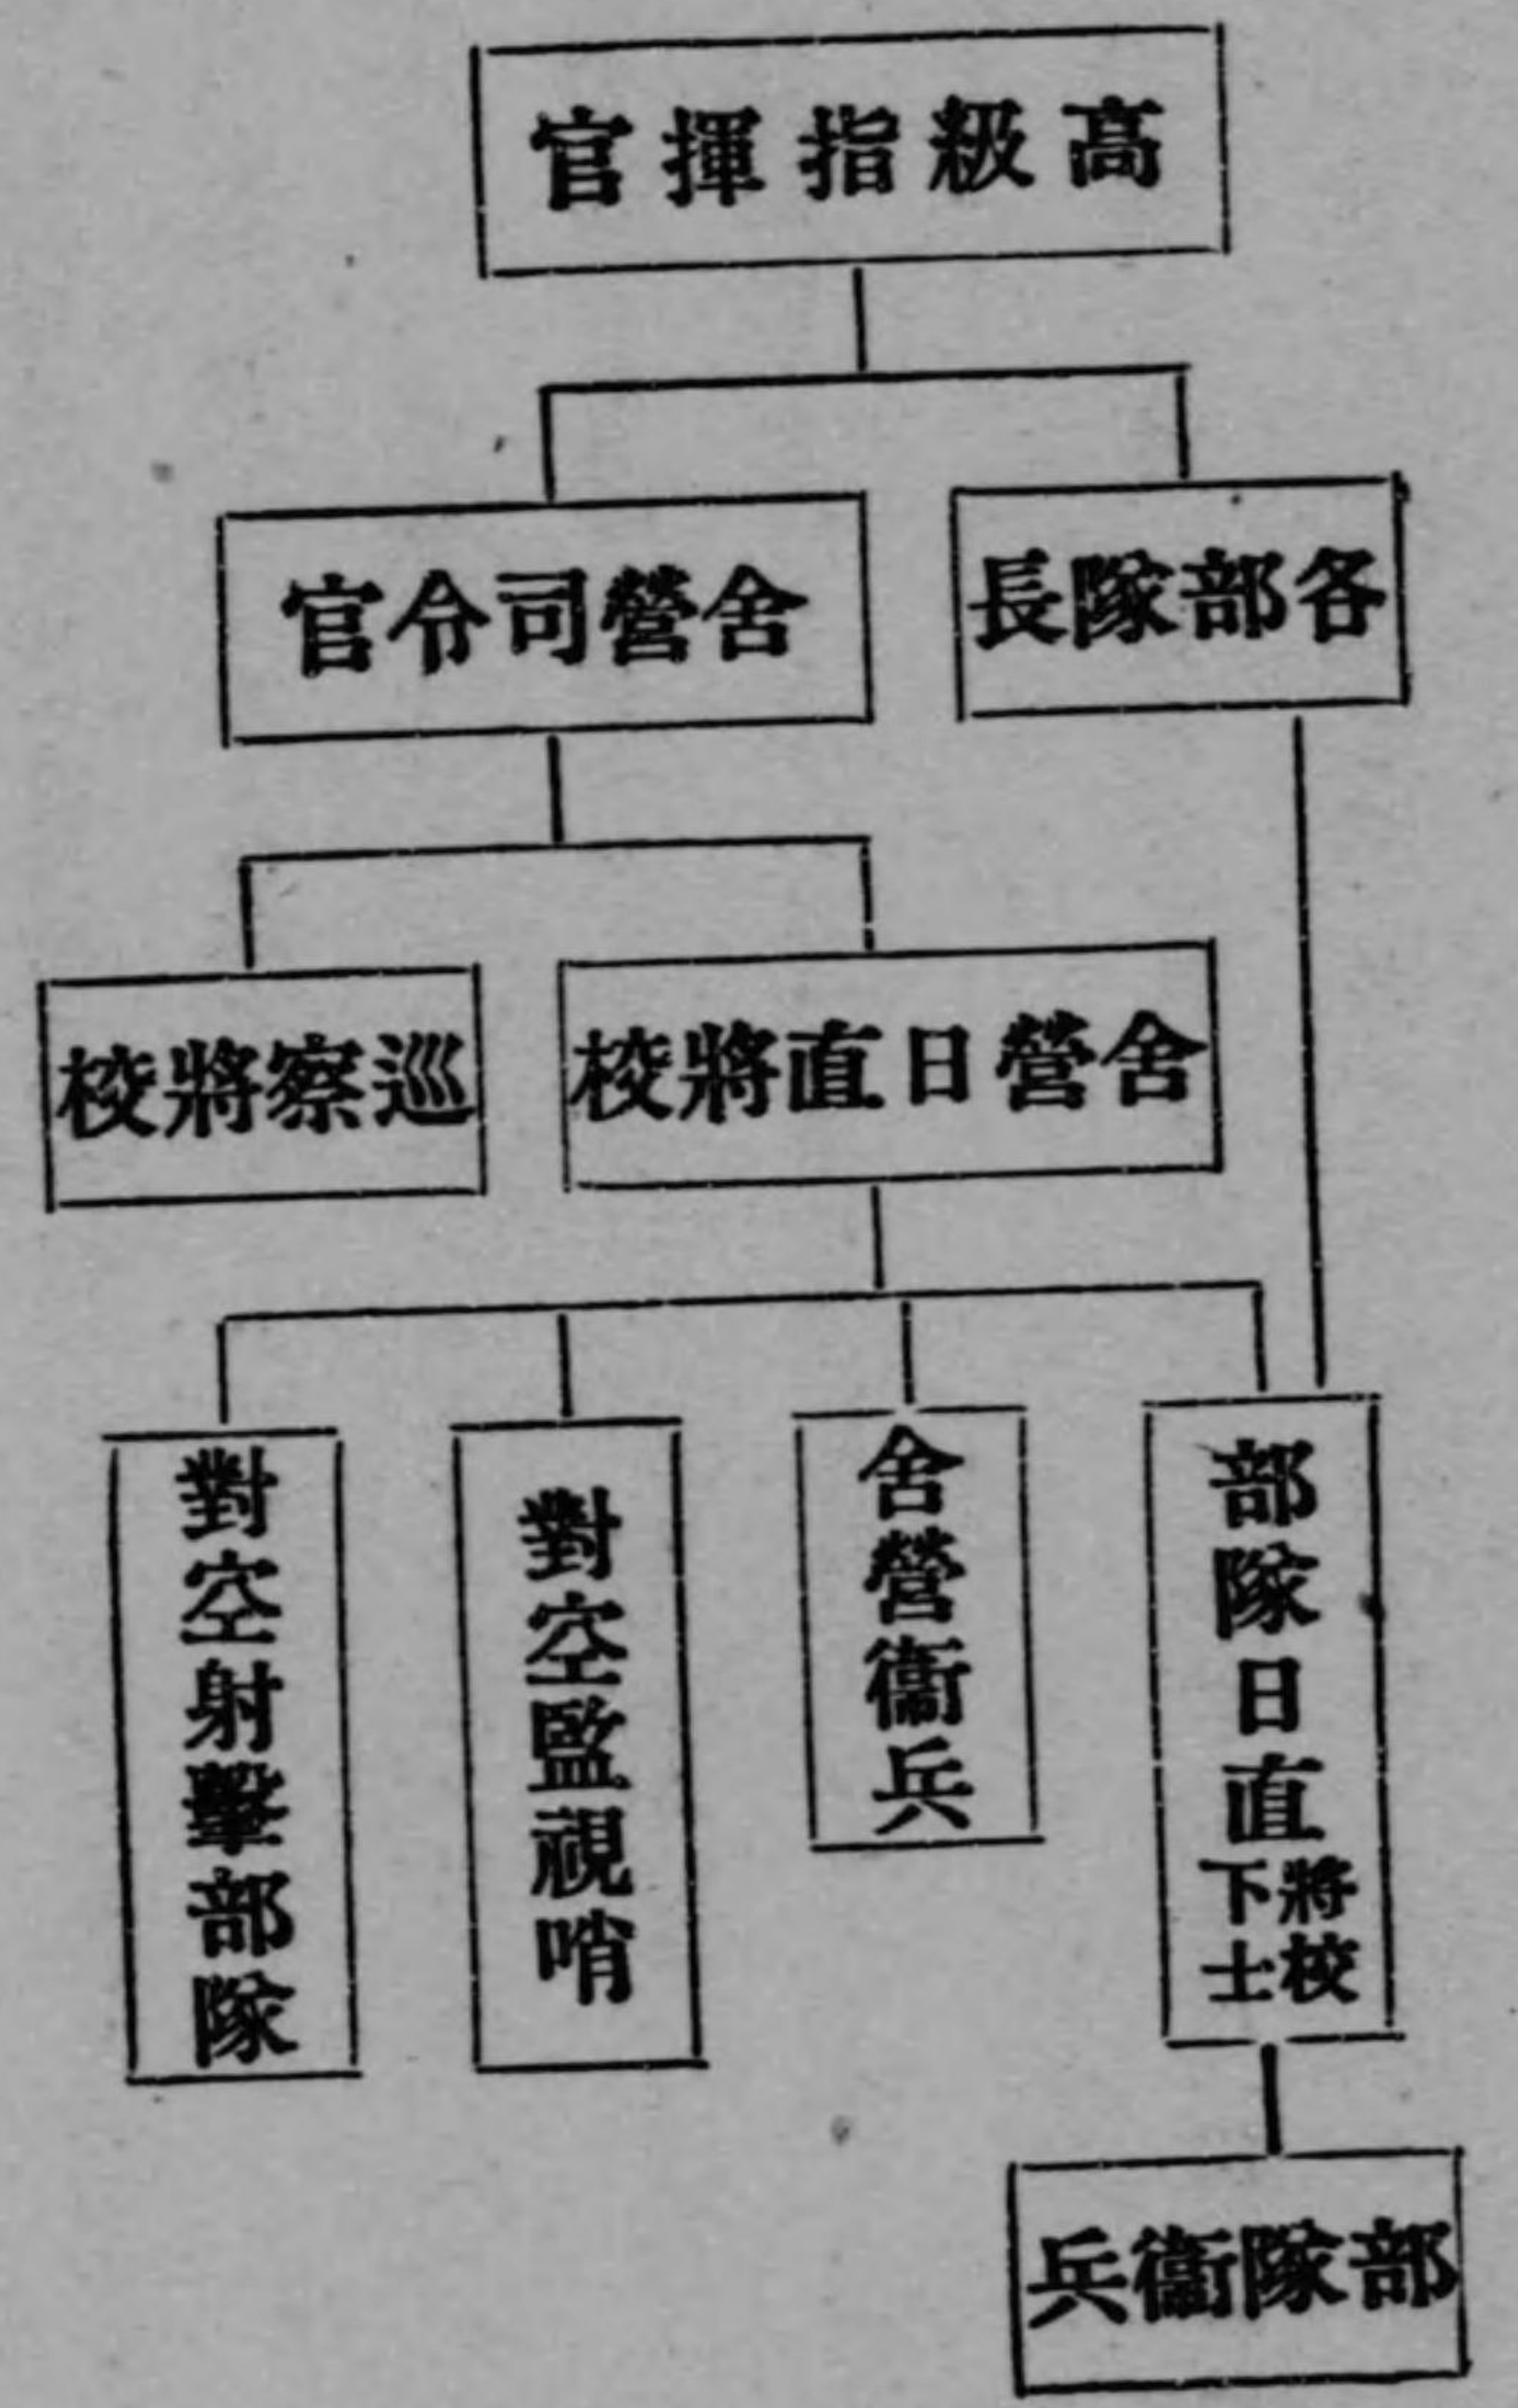 高級指揮官
各部隊長
舍營司令官
舍營日直將校
巡察將校
部隊日直將校下士
舍營衞兵
對空監視哨
對空射擊部隊
部隊衞兵